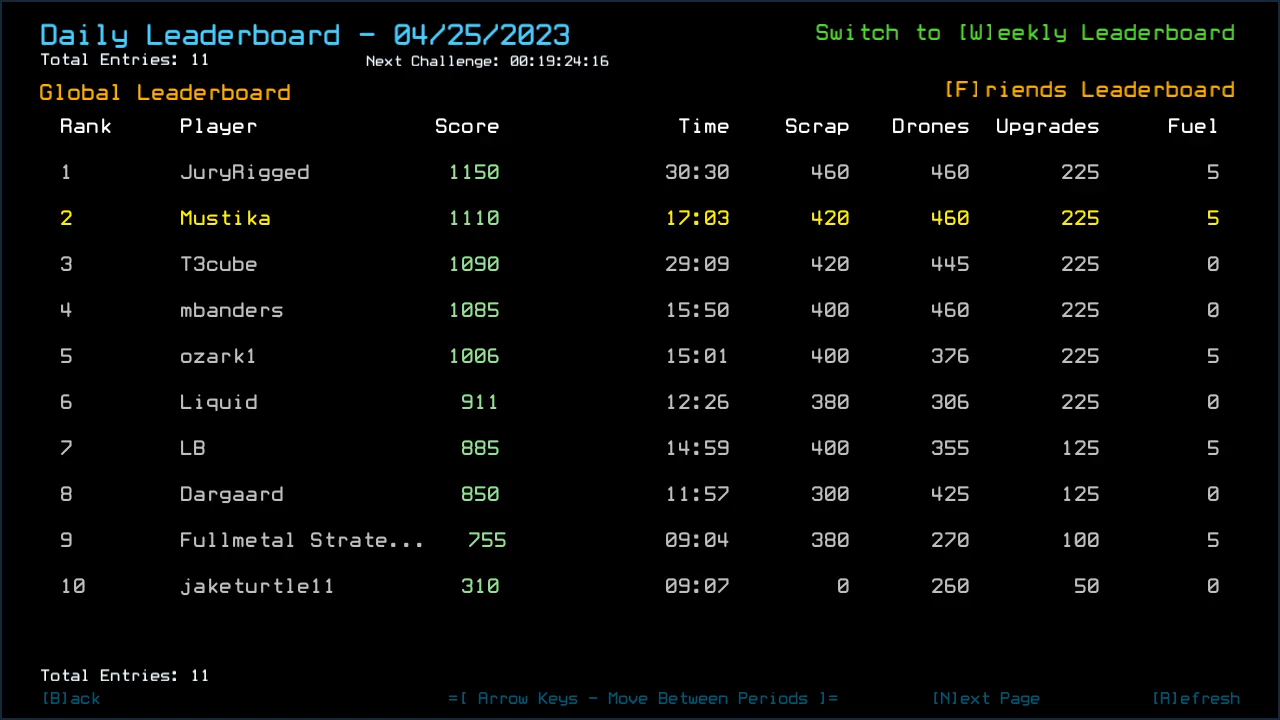 Daily Leaderboard - 04/25/2023 Switch to [W]eekly Leaderboard
Total Entries: 11 Next Challenge: 00:19:24:16
Global Leaderboard [F]riends Leaderboard
Rank Player Score Time Scrap Drones Upgrades Fuel
1 JuryRigged 1150 30:30 460 460 225 5
2 Mustika 1110 17:03 420 460 225 5
3 T3cube 1090 29:09 420 445 225 0
4 mbanders 1085 15:50 400 460 225 0
5 ozark1 1006 15:01 400 376 225 5
6 Liquid 911 12:26 380 306 225 0
7 LB 885 14:59 400 355 125 5
8 Dargaard 850 11:57 300 425 125 0
9 Fullmetal Strate... 755 09:04 380 270 100 5
10 jaketurtle11 310 09:07 0 260 50 0
Total Entries: 11
[B]ack =[ Arrow Keys - Move Between Periods ]= [N]ext Page [R]efresh